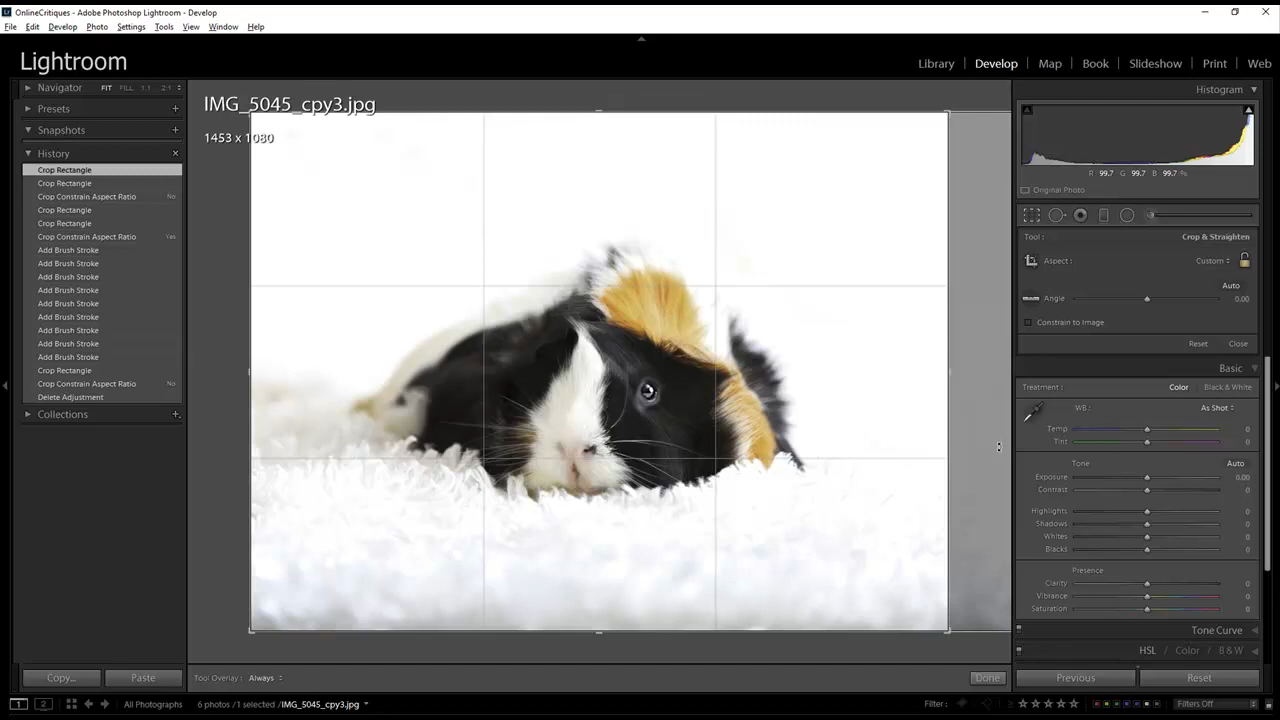 OnlineCritiques - Adobe Photoshop Lightroom - Develop
File Edit Develop Photo Settings Tools View Window Help
Lightroom
Library | Develop | Map | Book | Slideshow | Print | Web
Navigator FIT FILL 1:1 2:1
Presets
Snapshots
History
Crop Rectangle
Crop Rectangle
Crop Constrain Aspect Ratio No
Crop Rectangle
Crop Rectangle
Crop Constrain Aspect Ratio Yes
Add Brush Stroke
Add Brush Stroke
Add Brush Stroke
Add Brush Stroke
Add Brush Stroke
Add Brush Stroke
Add Brush Stroke
Add Brush Stroke
Add Brush Stroke
Crop Rectangle
Crop Constrain Aspect Ratio No
Delete Adjustment
Collections
Copy... Paste
IMG_5045_cpy3.jpg
1453 x 1080
Tool Overlay : Always
Done
Histogram
R 99.7 G 99.7 B 99.7 %
Original Photo
Tool : Crop & Straighten
Aspect : Custom
Auto
Angle 0.00
Constrain to Image
Reset Close
Basic
Treatment : Color | Black & White
WB : As Shot
Temp 0
Tint 0
Tone Auto
Exposure 0.00
Contrast 0
Highlights 0
Shadows 0
Whites 0
Blacks 0
Presence
Clarity 0
Vibrance 0
Saturation 0
Tone Curve
HSL / Color / B & W
Previous Reset
1 2 All Photographs 6 photos /1 selected /IMG_5045_cpy3.jpg Filter : Filters Off